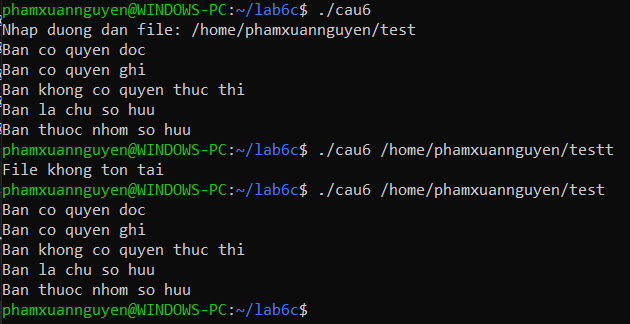 phamxuannguyen@WINDOWS-PC:~/lab6c$ ./cau6
Nhap duong dan file: /home/phamxuannguyen/test
Ban co quyen doc
Ban co quyen ghi
Ban khong co quyen thuc thi
Ban la chu so huu
Ban thuoc nhom so huu
phamxuannguyen@WINDOWS-PC:~/lab6c$ ./cau6 /home/phamxuannguyen/testt
File khong ton tai
phamxuannguyen@WINDOWS-PC:~/lab6c$ ./cau6 /home/phamxuannguyen/test
Ban co quyen doc
Ban co quyen ghi
Ban khong co quyen thuc thi
Ban la chu so huu
Ban thuoc nhom so huu
phamxuannguyen@WINDOWS-PC:~/lab6c$